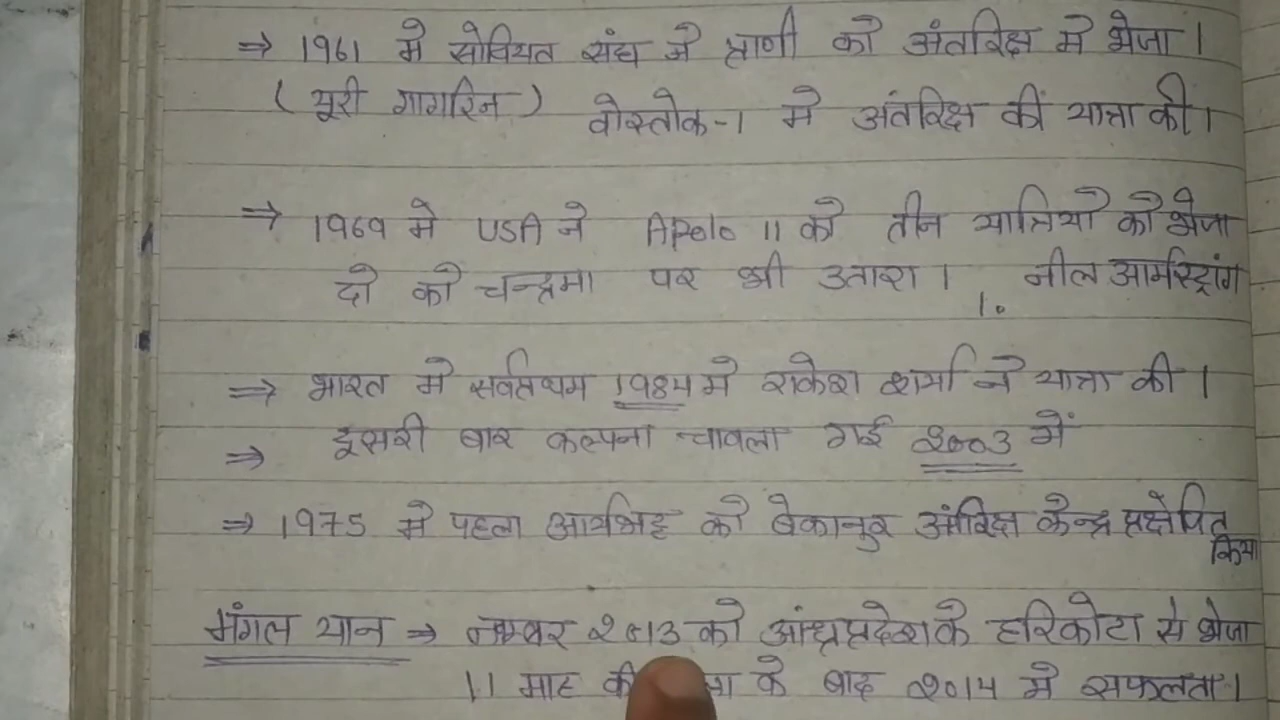 ⇒ 1961 मे सोवियत संघ ने प्राणी को अंतरिक्ष मे भेजा ।
( यूरी गागरिन ) वोस्तोक-1 मे अंतरिक्ष की यात्रा की ।
⇒ 1969 मे USA ने Apolo 11 को तीन यात्रियो को भेजा
दो को चन्द्रमा पर भी उतारा । नील आर्मस्ट्रांग
1.
⇒ भारत मे सर्वप्रथम 1984 मे राकेश शर्मा ने यात्रा की ।
⇒ दूसरी बार कल्पना चावला गई 2003 में
⇒ 1975 मे पहला आर्यभट्ट को बेकानुर अंतरिक्ष केन्द्र प्रक्षेपित
किया
मंगल यान ⇒ नवम्बर 2013 को आंध्रप्रदेश के हरिकोटा से भेजा
11 माह की के बाद 2014 मे सफलता ।